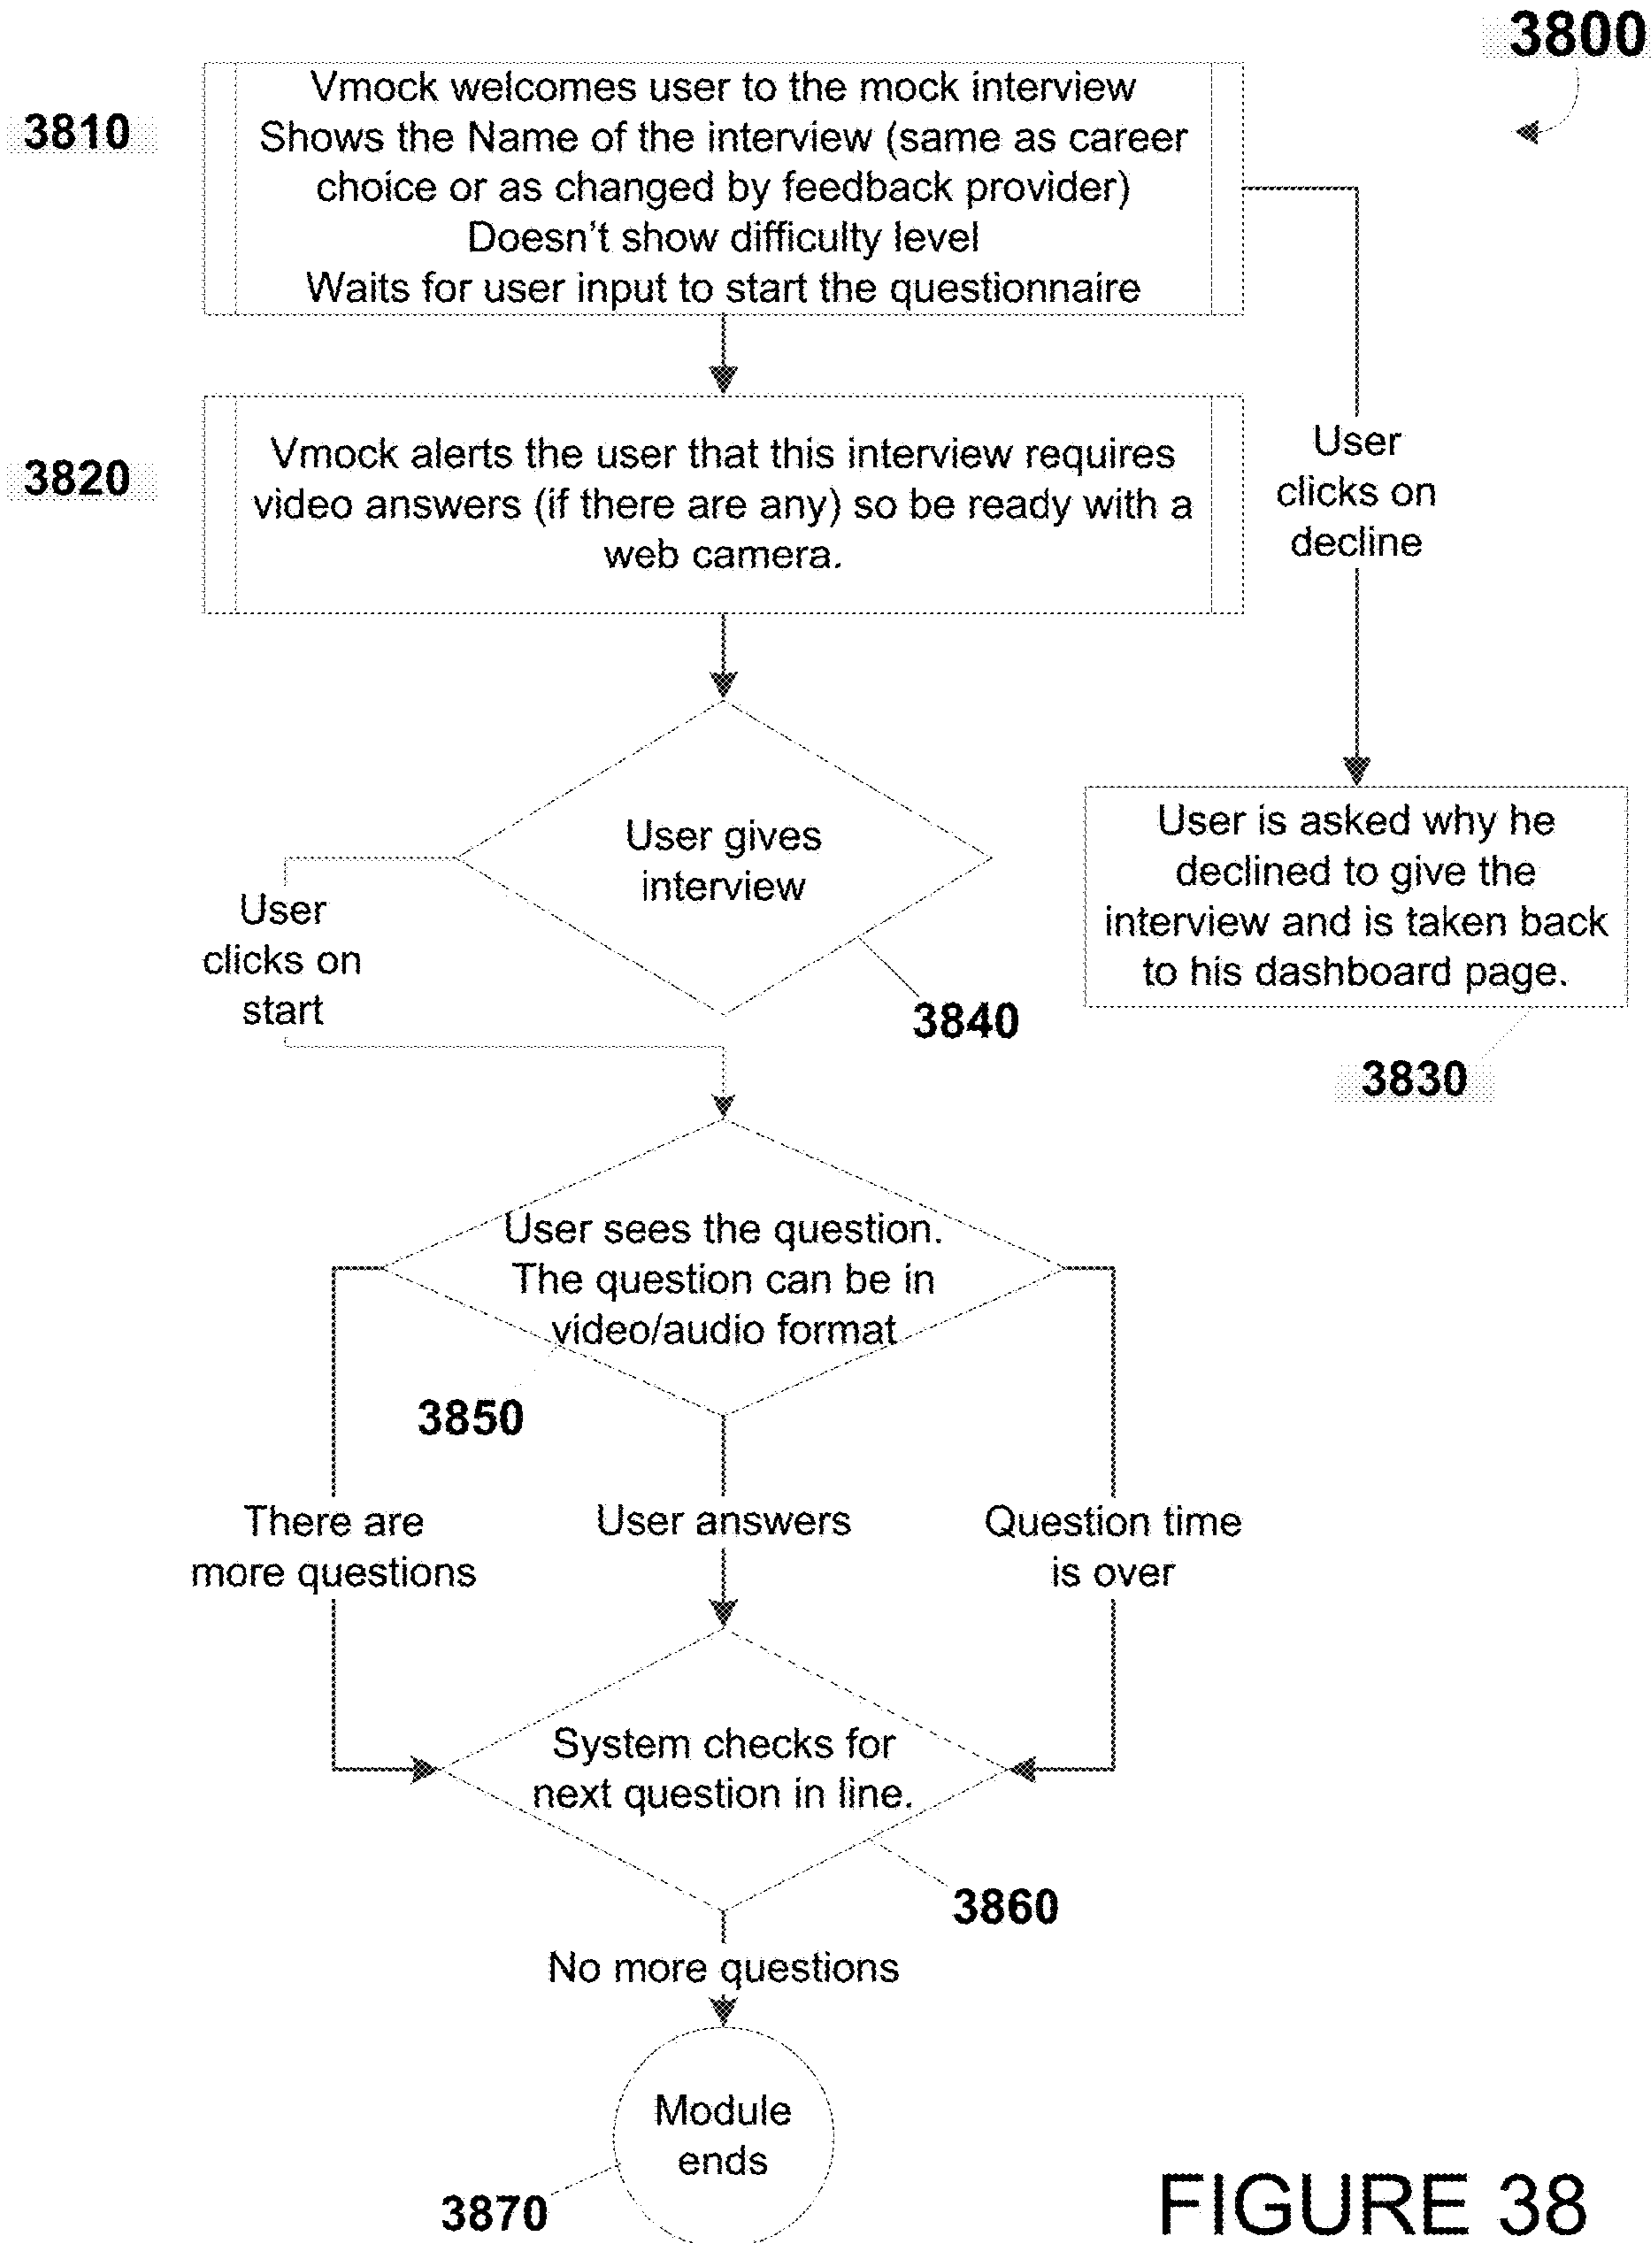 3800
3810
Vmock welcomes user to the mock interview
Shows the Name of the interview (same as career
choice or as changed by feedback provider)
Doesn't show difficulty level
Waits for user input to start the questionnaire
3820
Vmock alerts the user that this interview requires
video answers (if there are any) so be ready with a
web camera.
User
clicks on
decline
User gives
interview
3840
User is asked why he
declined to give the
interview and is taken back
to his dashboard page.
3830
User
clicks on
start
User sees the question.
The question can be in
video/audio format
3850
There are
more questions
User answers
Question time
is over
System checks for
next question in line.
3860
No more questions
Module
ends
3870
FIGURE 38